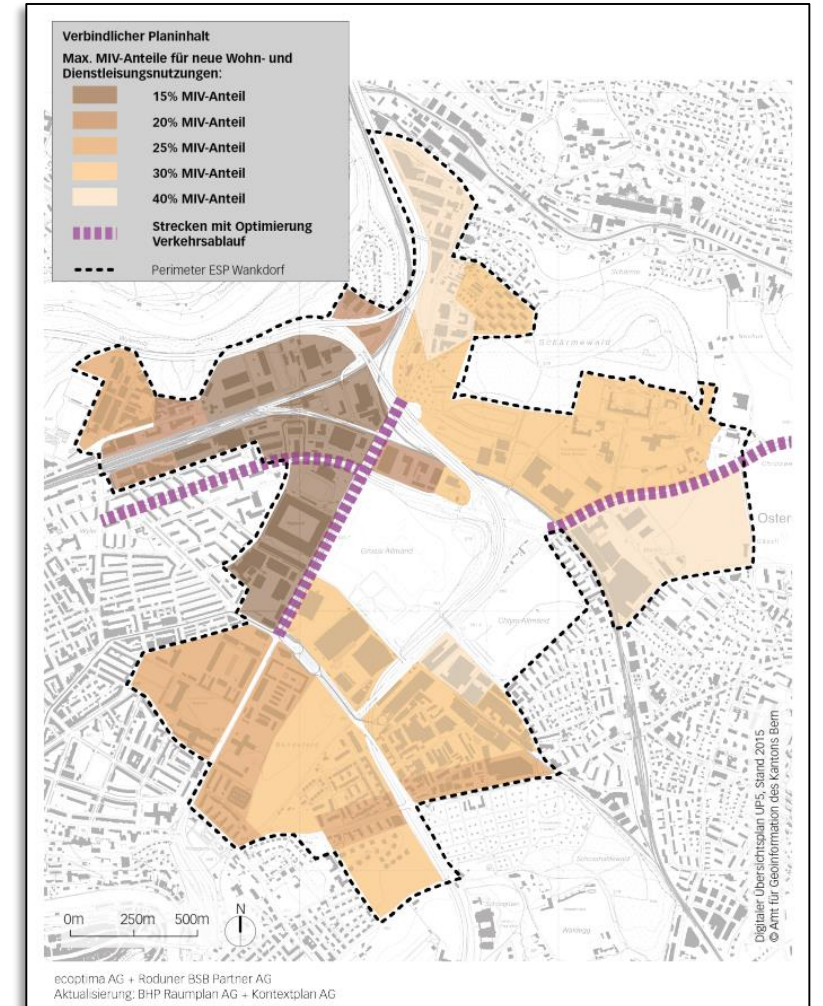 Verbindlicher Planinhalt
Max. MIV-Anteile für neue Wohn- und
Dienstleisungsnutzungen:
15% MIV-Anteil
20% MIV-Anteil
25% MIV-Anteil
30% MIV-Anteil
40% MIV-Anteil
Strecken mit Optimierung
Verkehrsablauf
Perimeter ESP Wankdorf
Schärmewald
Grosse Allmend
Oster
0m 250m 500m
N
Digitaler Übersichtsplan UP5, Stand 2015
© Amt für Geoinformation des Kantons Bern
ecoptima AG + Roduner BSB Partner AG
Aktualisierung: BHP Raumplan AG + Kontextplan AG